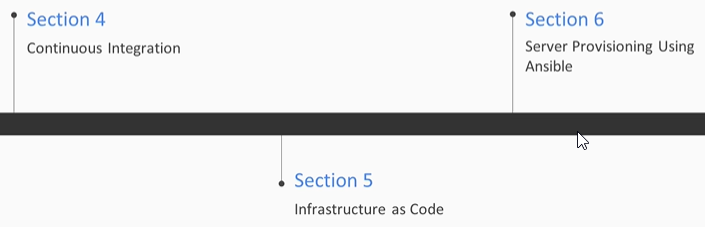 Section 4
Continuous Integration
Section 6
Server Provisioning Using
Ansible
Section 5
Infrastructure as Code